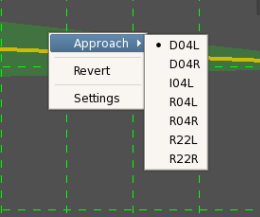 Approach
Revert
Settings
D04L
D04R
I04L
R04L
R04R
R22L
R22R